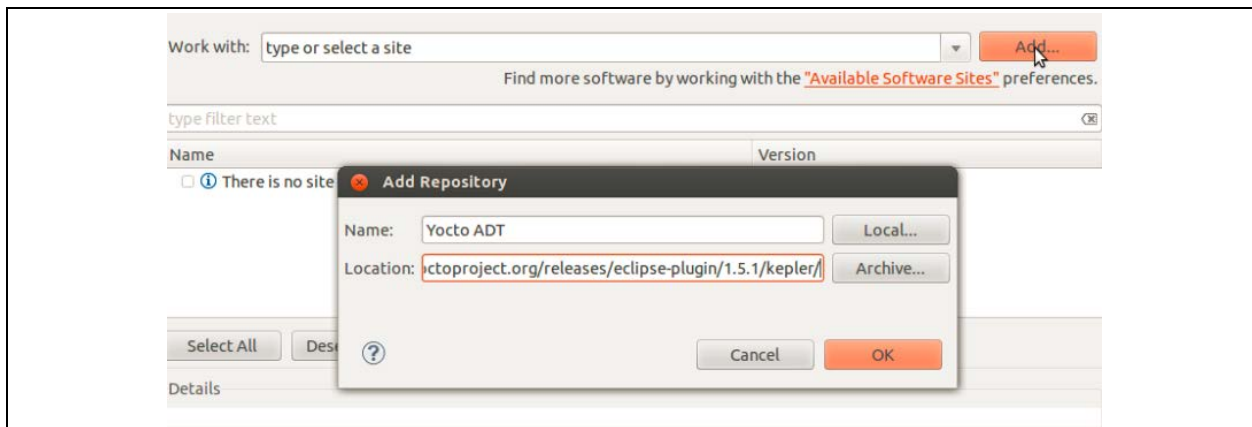 Work with: type or select a site Add...
Find more software by working with the "Available Software Sites" preferences.
type filter text
Name Version
There is no site
Add Repository
Name: Yocto ADT Local...
Location: ctoproject.org/releases/eclipse-plugin/1.5.1/kepler/ Archive...
Select All Dese
Cancel OK
Details